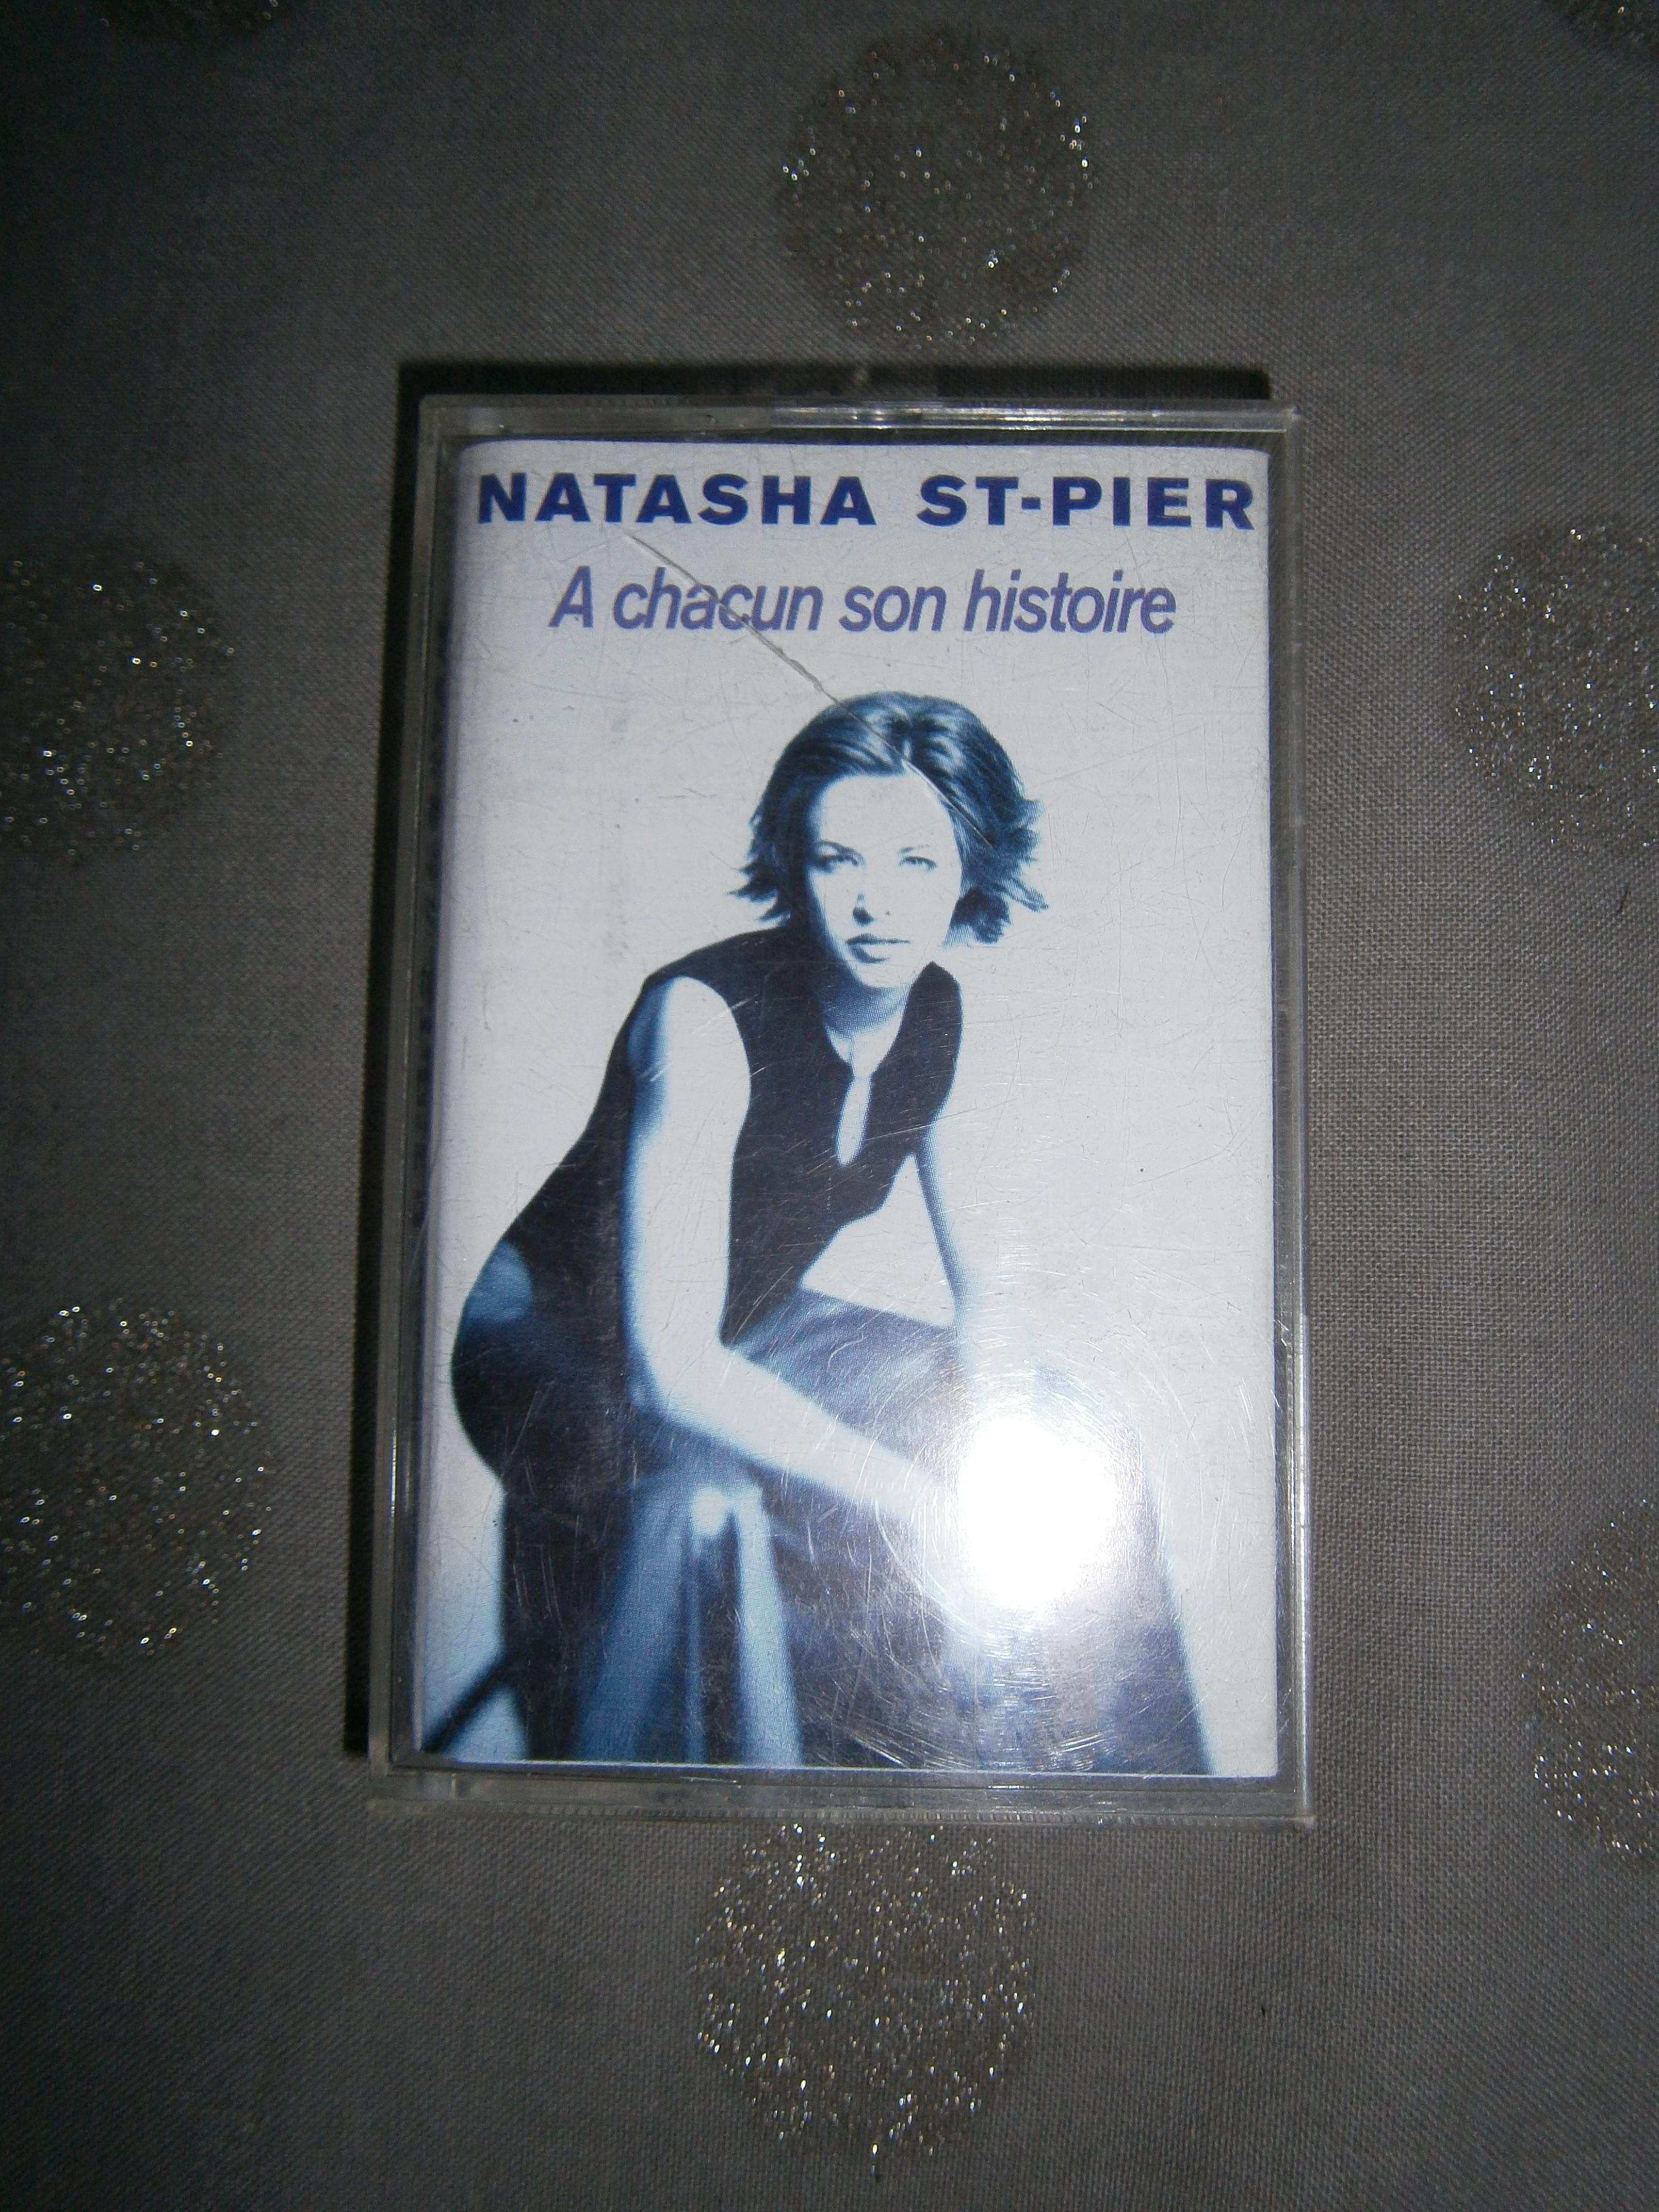 NATASHA ST-PIER
A chacun son histoire